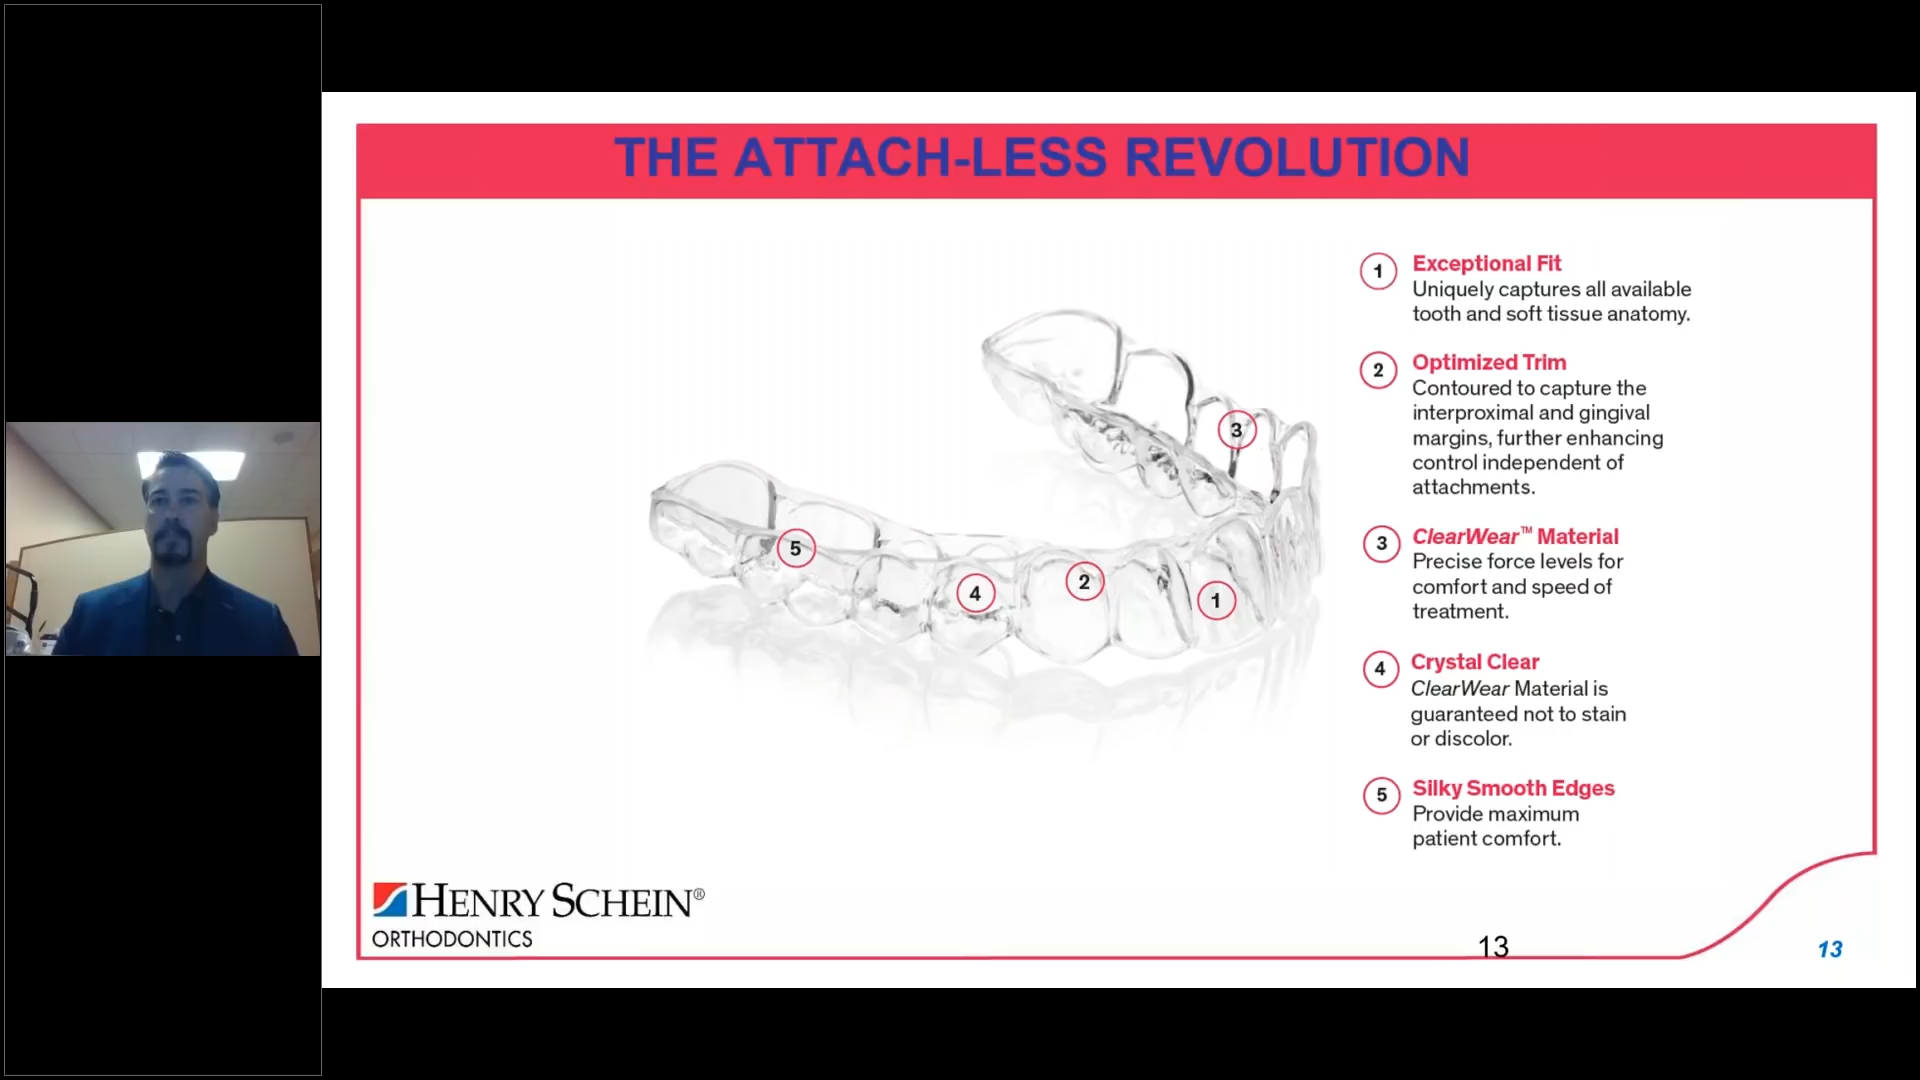 THE ATTACH-LESS REVOLUTION
1
Exceptional Fit
Uniquely captures all available
tooth and soft tissue anatomy.
2
Optimized Trim
Contoured to capture the
interproximal and gingival
margins, further enhancing
control independent of
attachments.
3
ClearWear™ Material
Precise force levels for
comfort and speed of
treatment.
4
Crystal Clear
ClearWear Material is
guaranteed not to stain
or discolor.
5
Silky Smooth Edges
Provide maximum
patient comfort.
3
5
4
2
1
HENRY SCHEIN®
ORTHODONTICS
13
13